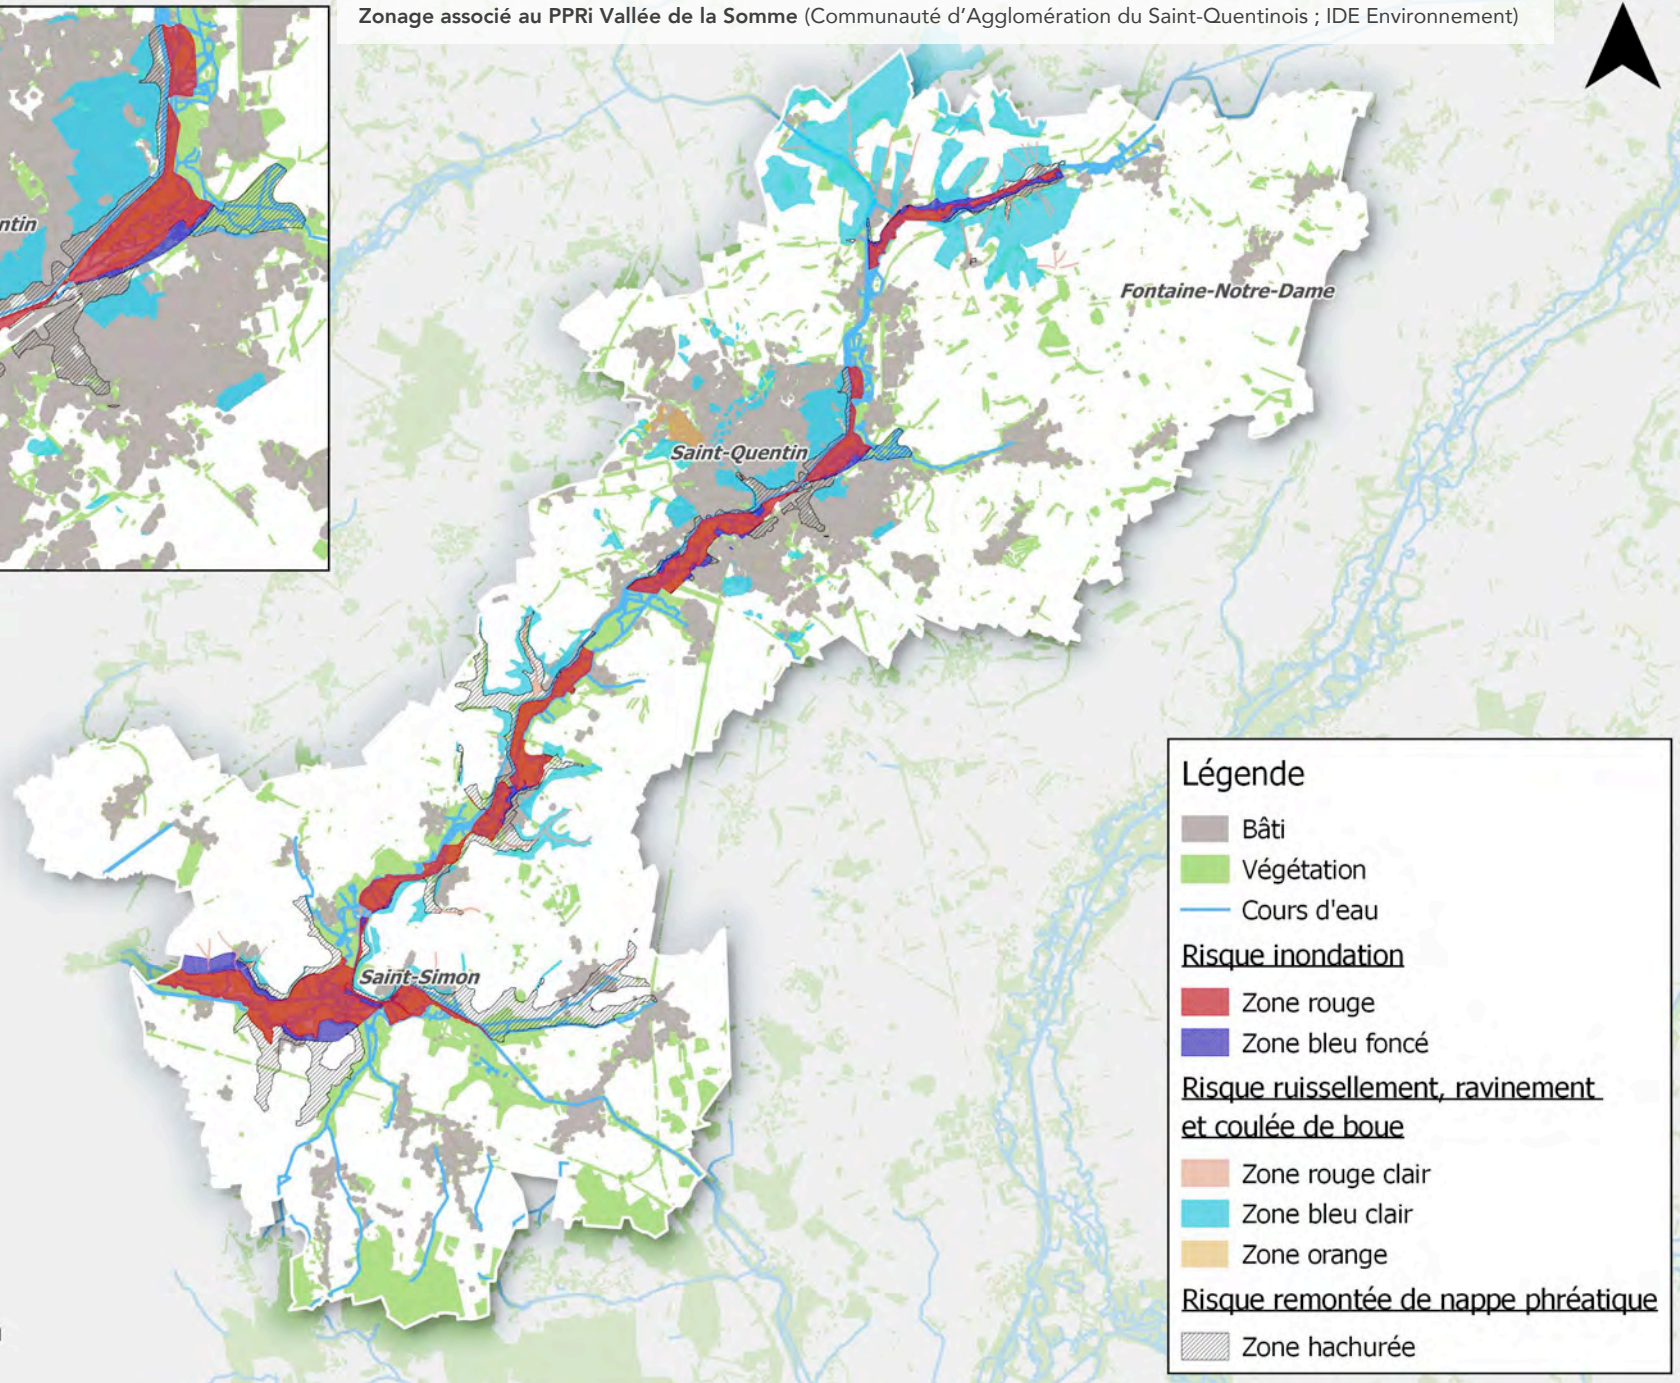 Zonage associé au PPRi Vallée de la Somme (Communauté d’Agglomération du Saint-Quentinois ; IDE Environnement)
ntin
Fontaine-Notre-Dame
Saint-Quentin
Saint-Simon
Légende
Bâti
Végétation
Cours d'eau
Risque inondation
Zone rouge
Zone bleu foncé
Risque ruissellement, ravinement
et coulée de boue
Zone rouge clair
Zone bleu clair
Zone orange
Risque remontée de nappe phréatique
Zone hachurée